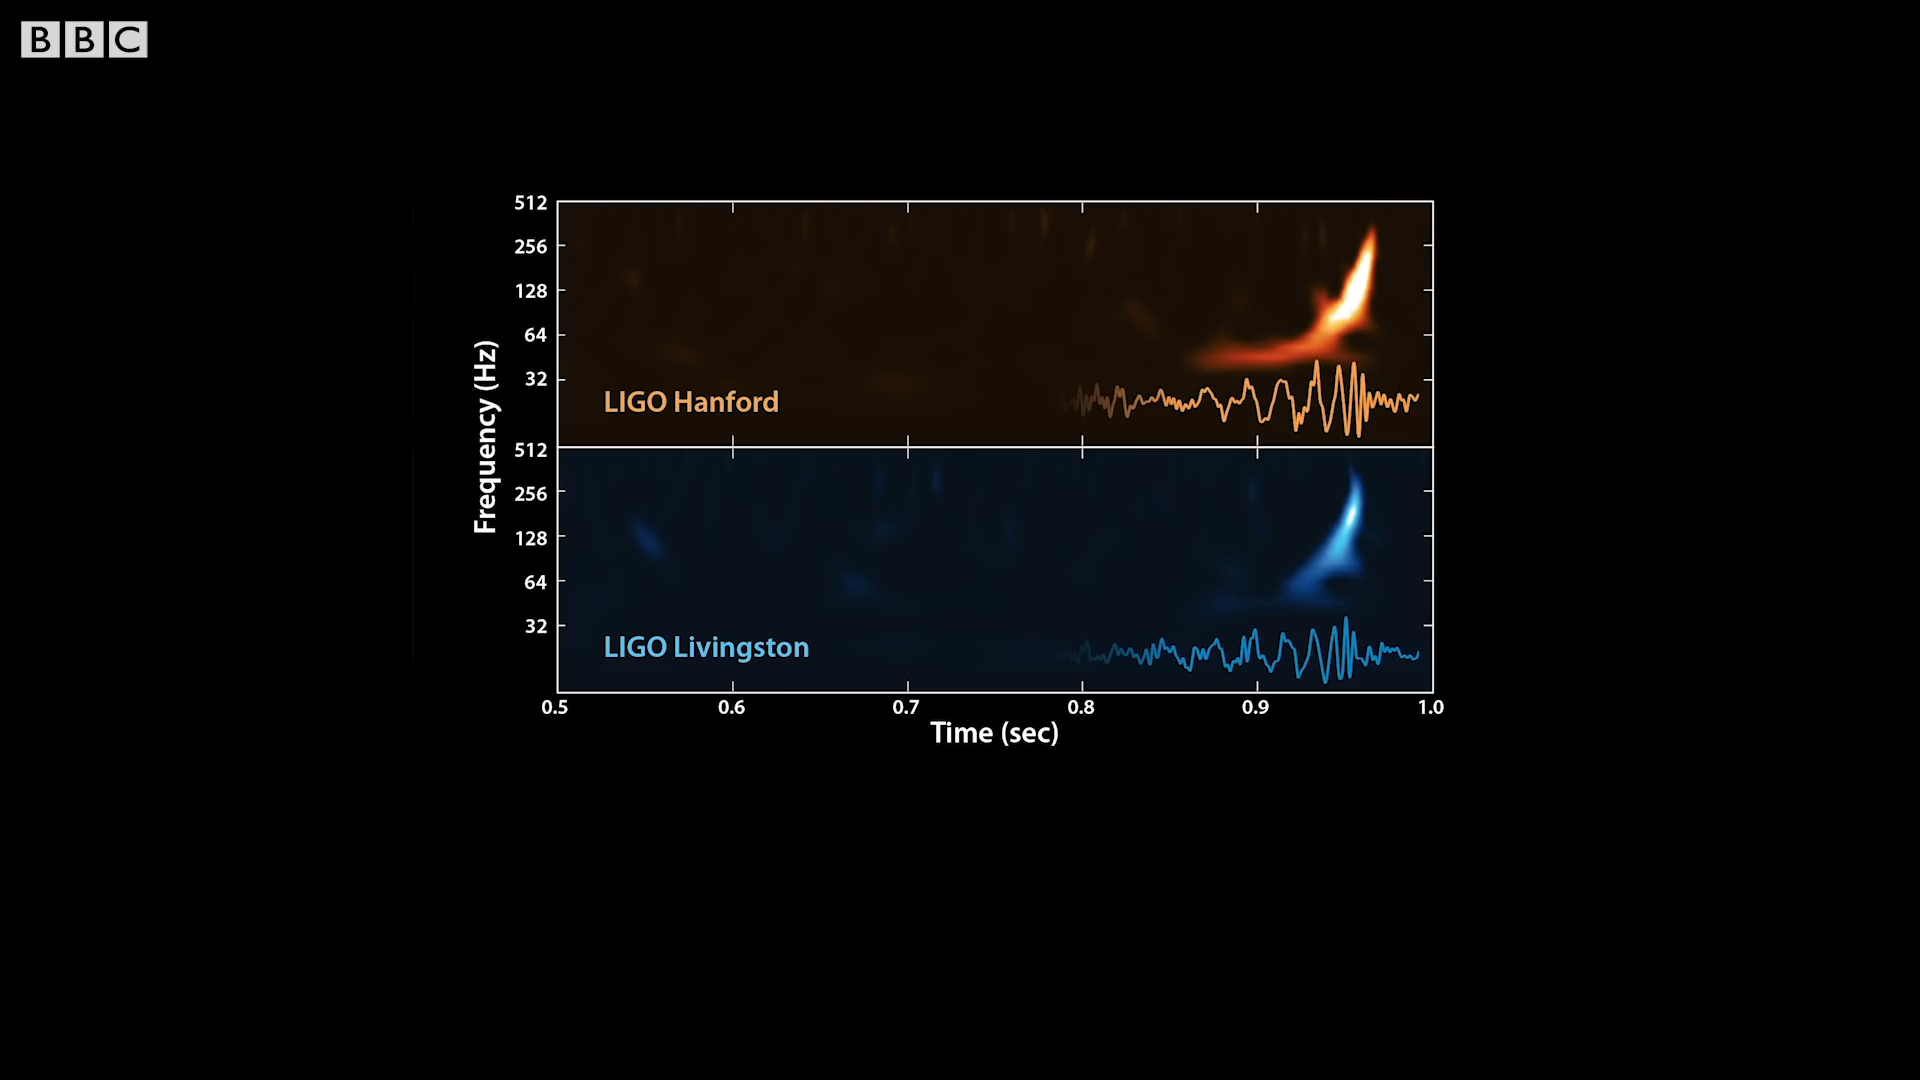 BBC
512
256
128
64
32
LIGO Hanford
Frequency (Hz)
512
256
128
64
32
LIGO Livingston
0.5 0.6 0.7 0.8 0.9 1.0
Time (sec)